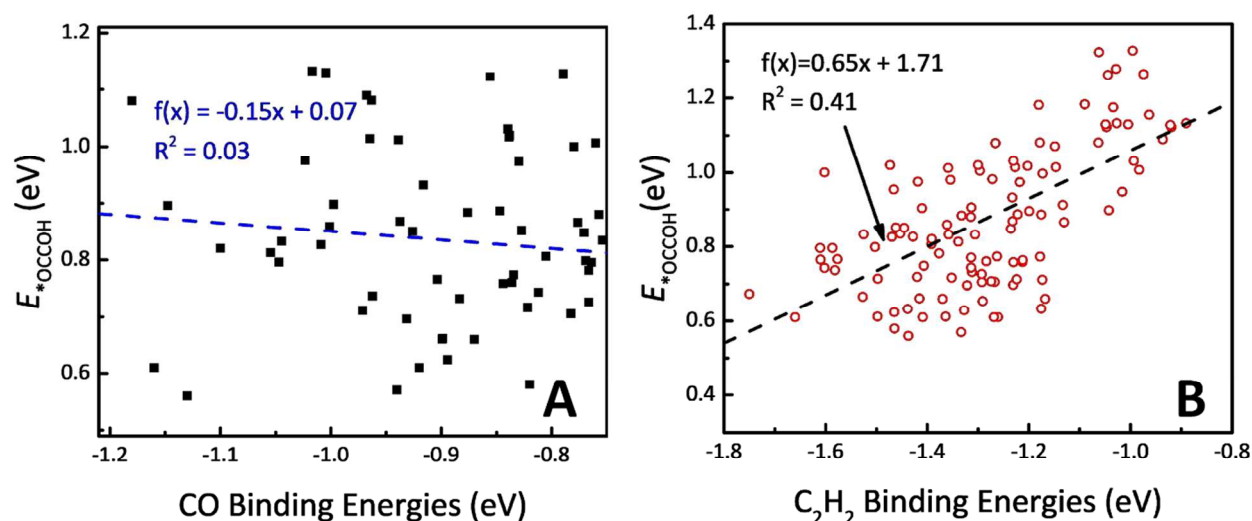 1.2
1.0
0.8
0.6
E*OCCOH (eV)
f(x) = -0.15x + 0.07
R² = 0.03
A
-1.2
-1.1
-1.0
-0.9
-0.8
CO Binding Energies (eV)
1.4
1.2
1.0
0.8
0.6
0.4
E*OCCOH (eV)
f(x)=0.65x + 1.71
R² = 0.41
B
-1.8
-1.6
-1.4
-1.2
-1.0
-0.8
C₂H₂ Binding Energies (eV)